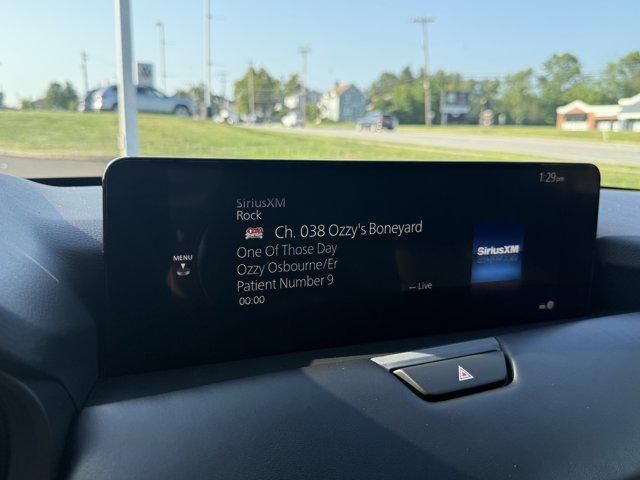 1:29pm
SiriusXM
Rock
Ch. 038 Ozzy's Boneyard
One Of Those Day
Ozzy Osbourne/Er
Patient Number 9
00:00
MENU
Live
SiriusXM